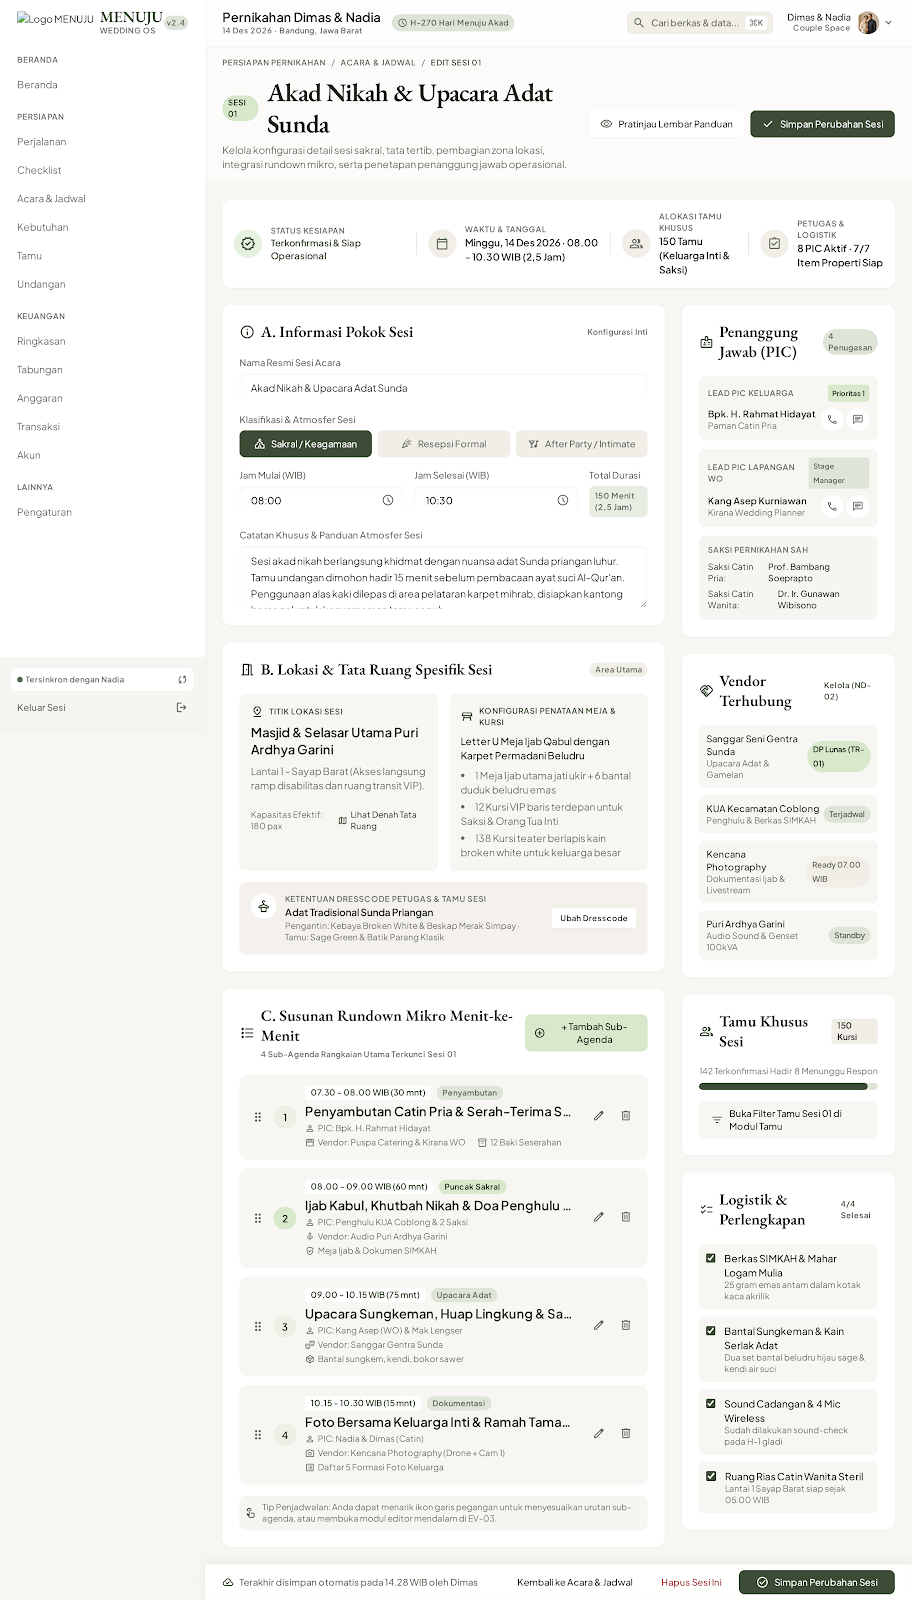 Logo MENUJU MENUJU v2.4
WEDDING OS
BERANDA
Beranda
PERSIAPAN
Perjalanan
Checklist
Acara & Jadwal
Kebutuhan
Tamu
Undangan
KEUANGAN
Ringkasan
Tabungan
Anggaran
Transaksi
Akun
LAINNYA
Pengaturan
Tersinkron dengan Nadia
Keluar Sesi
Pernikahan Dimas & Nadia
14 Des 2026 · Bandung, Jawa Barat
H-270 Hari Menuju Akad
Cari berkas & data... ⌘K
Dimas & Nadia
Couple Space
PERSIAPAN PERNIKAHAN / ACARA & JADWAL / EDIT SESI 01
SESI
01
Akad Nikah & Upacara Adat
Sunda
Kelola konfigurasi detail sesi sakral, tata tertib, pembagian zona lokasi,
integrasi rundown mikro, serta penetapan penanggung jawab operasional.
Pratinjau Lembar Panduan
Simpan Perubahan Sesi
STATUS KESIAPAN
Terkonfirmasi & Siap
Operasional
WAKTU & TANGGAL
Minggu, 14 Des 2026 · 08.00
– 10.30 WIB (2,5 Jam)
ALOKASI TAMU
KHUSUS
150 Tamu
(Keluarga Inti &
Saksi)
PETUGAS &
LOGISTIK
8 PIC Aktif · 7/7
Item Properti Siap
A. Informasi Pokok Sesi
Konfigurasi Inti
Nama Resmi Sesi Acara
Akad Nikah & Upacara Adat Sunda
Klasifikasi & Atmosfer Sesi
Sakral / Keagamaan
Resepsi Formal
After Party / Intimate
Jam Mulai (WIB)
08:00
Jam Selesai (WIB)
10:30
Total Durasi
150 Menit
(2,5 Jam)
Catatan Khusus & Panduan Atmosfer Sesi
Sesi akad nikah berlangsung khidmat dengan nuansa adat Sunda priangan luhur.
Tamu undangan dimohon hadir 15 menit sebelum pembacaan ayat suci Al-Qur'an.
Penggunaan alas kaki dilepas di area pelataran karpet mihrab, disiapkan kantong
B. Lokasi & Tata Ruang Spesifik Sesi
Area Utama
TITIK LOKASI SESI
Masjid & Selasar Utama Puri
Ardhya Garini
Lantai 1 - Sayap Barat (Akses langsung
ramp disabilitas dan ruang transit VIP).
Kapasitas Efektif:
180 pax
Lihat Denah Tata
Ruang
KONFIGURASI PENATAAN MEJA &
KURSI
Letter U Meja Ijab Qabul dengan
Karpet Permadani Beludru
• 1 Meja Ijab utama jati ukir + 6 bantal
duduk beludru emas
• 12 Kursi VIP baris terdepan untuk
Saksi & Orang Tua Inti
• 138 Kursi teater berlapis kain
broken white untuk keluarga besar
KETENTUAN DRESSCODE PETUGAS & TAMU SESI
Adat Tradisional Sunda Priangan
Pengantin: Kebaya Broken White & Beskap Merak Simpay ·
Tamu: Sage Green & Batik Parang Klasik
Ubah Dresscode
C. Susunan Rundown Mikro Menit-ke-
Menit
4 Sub-Agenda Rangkaian Utama Terkunci Sesi 01
+ Tambah Sub-
Agenda
1
07.30 – 08.00 WIB (30 mnt) Penyambutan
Penyambutan Catin Pria & Serah-Terima S...
PIC: Bpk. H. Rahmat Hidayat
Vendor: Puspa Catering & Kirana WO 12 Baki Seserahan
2
08.00 – 09.00 WIB (60 mnt) Puncak Sakral
Ijab Kabul, Khutbah Nikah & Doa Penghulu ...
PIC: Penghulu KUA Coblong & 2 Saksi
Vendor: Audio Puri Ardhya Garini
Meja Ijab & Dokumen SIMKAH
3
09.00 – 10.15 WIB (75 mnt) Upacara Adat
Upacara Sungkeman, Huap Lingkung & Sa...
PIC: Kang Asep (WO) & Mak Lengser
Vendor: Sanggar Gentra Sunda
Bantal sungkem, kendi, bokor sawer
4
10.15 – 10.30 WIB (15 mnt) Dokumentasi
Foto Bersama Keluarga Inti & Ramah Tama...
PIC: Nadia & Dimas (Catin)
Vendor: Kencana Photography (Drone + Cam 1)
Daftar 5 Formasi Foto Keluarga
Tip Penjadwalan: Anda dapat menarik ikon garis pegangan untuk menyesuaikan urutan sub-
agenda, atau membuka modul editor mendalam di EV-03.
Penanggung
Jawab (PIC)
4
Penugasan
LEAD PIC KELUARGA
Prioritas 1
Bpk. H. Rahmat Hidayat
Paman Catin Pria
LEAD PIC LAPANGAN
WO
Stage
Manager
Kang Asep Kurniawan
Kirana Wedding Planner
SAKSI PERNIKAHAN SAH
Saksi Catin
Pria:
Prof. Bambang
Soeprapto
Saksi Catin
Wanita:
Dr. Ir. Gunawan
Wibisono
Vendor
Terhubung
Kelola (ND-
02)
Sanggar Seni Gentra
Sunda
Upacara Adat &
Gamelan
DP Lunas (TR-
01)
KUA Kecamatan Coblong
Penghulu & Berkas SIMKAH
Terjadwal
Kencana
Photography
Dokumentasi Ijab &
Livestream
Ready 07.00
WIB
Puri Ardhya Garini
Audio Sound & Genset
100kVA
Standby
Tamu Khusus
Sesi
150
Kursi
142 Terkonfirmasi Hadir 8 Menunggu Respon
Buka Filter Tamu Sesi 01 di
Modul Tamu
Logistik &
Perlengkapan
4/4
Selesai
Berkas SIMKAH & Mahar
Logam Mulia
25 gram emas antam dalam kotak
kaca akrilik
Bantal Sungkeman & Kain
Serlak Adat
Dua set bantal beludru hijau sage &
kendi air suci
Sound Cadangan & 4 Mic
Wireless
Sudah dilakukan sound-check
pada H-1 gladi
Ruang Rias Catin Wanita Steril
Lantai 1 Sayap Barat siap sejak
05.00 WIB
Terakhir disimpan otomatis pada 14.28 WIB oleh Dimas
Kembali ke Acara & Jadwal
Hapus Sesi Ini
Simpan Perubahan Sesi